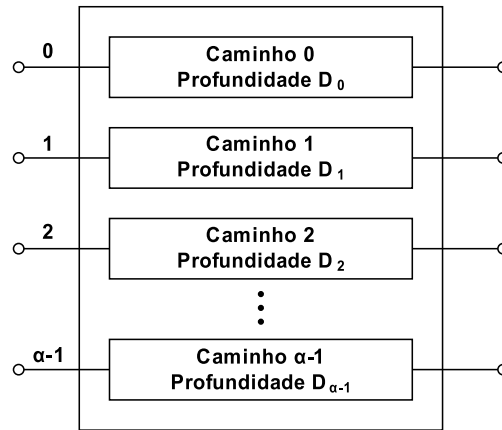 0
Caminho 0
Profundidade D₀
1
Caminho 1
Profundidade D₁
2
Caminho 2
Profundidade D₂
α-1
Caminho α-1
Profundidade Dα-1